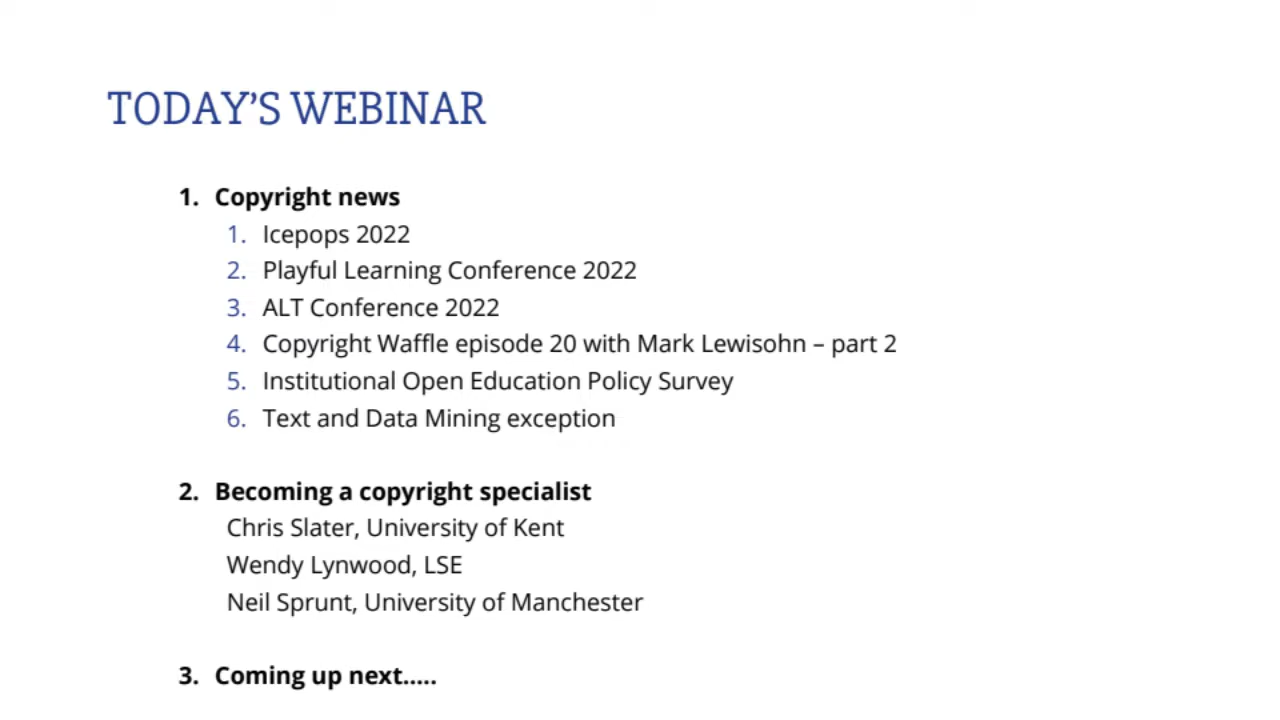 TODAY’S WEBINAR
1. Copyright news
1. Icepops 2022
2. Playful Learning Conference 2022
3. ALT Conference 2022
4. Copyright Waffle episode 20 with Mark Lewisohn – part 2
5. Institutional Open Education Policy Survey
6. Text and Data Mining exception
2. Becoming a copyright specialist
Chris Slater, University of Kent
Wendy Lynwood, LSE
Neil Sprunt, University of Manchester
3. Coming up next.....